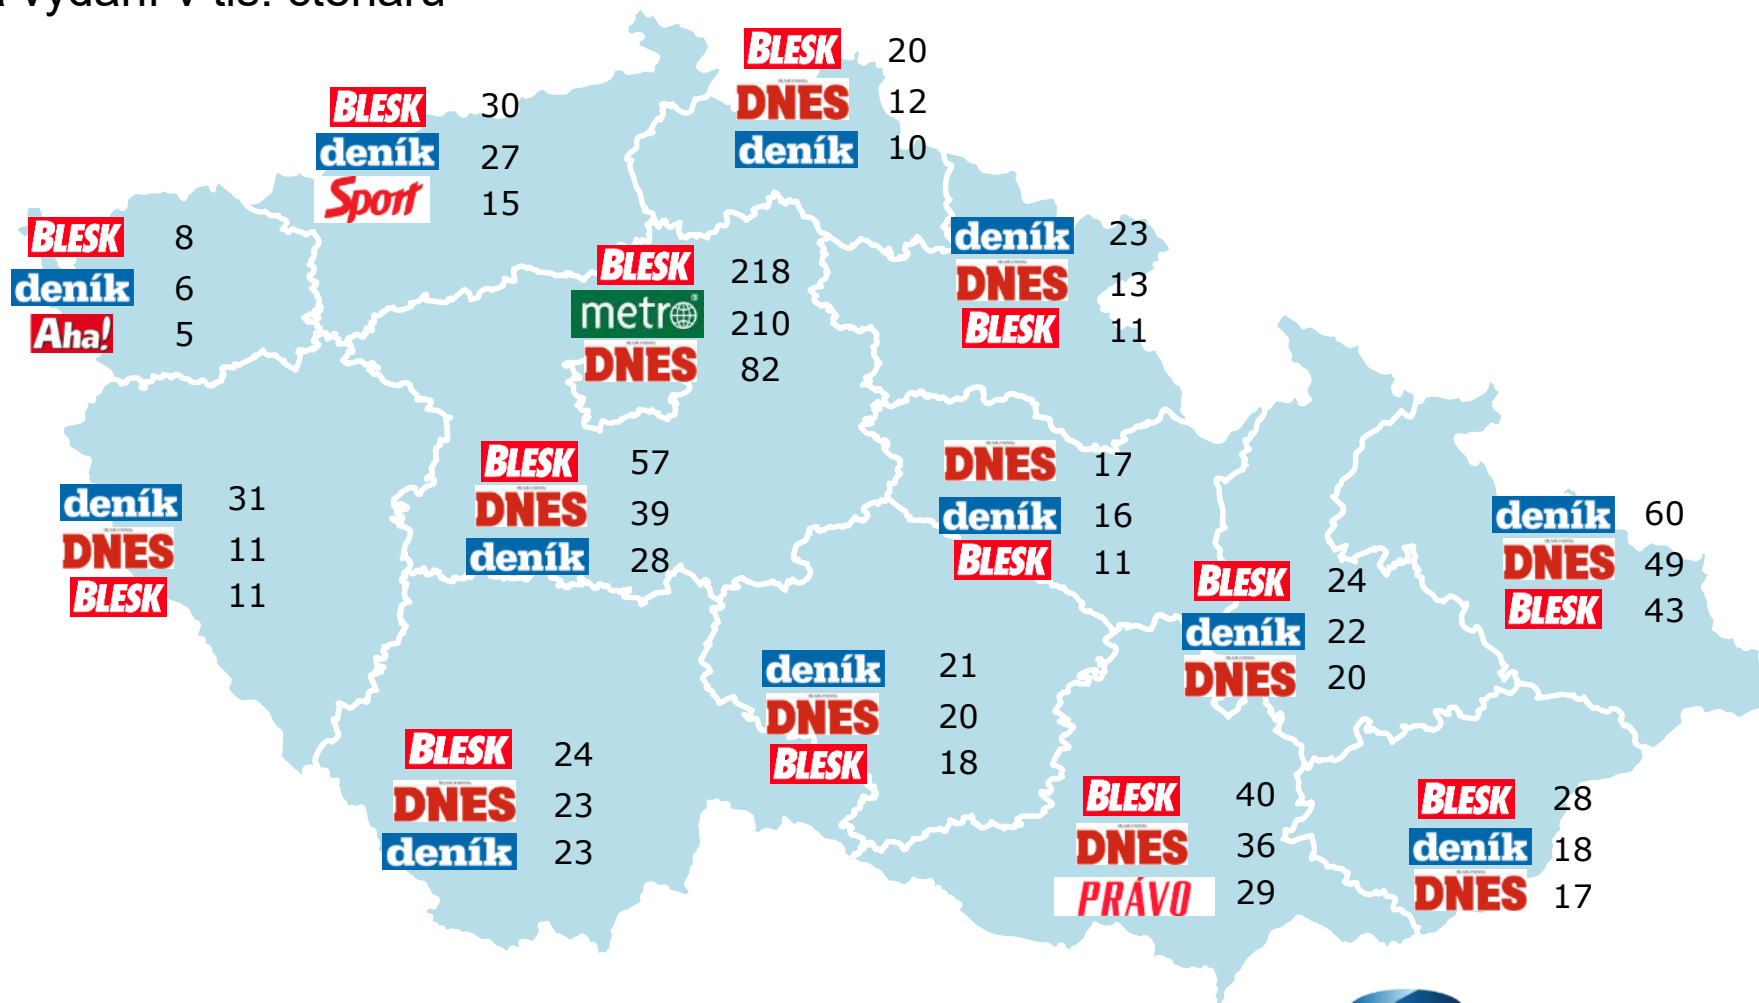 vydání v tis. čtenářů
BLESK 20
DNES 12
deník 10
BLESK 30
deník 27
Sport 15
BLESK 8
deník 6
Aha! 5
BLESK 218
metro 210
DNES 82
deník 23
DNES 13
BLESK 11
BLESK 57
DNES 39
deník 28
DNES 17
deník 16
BLESK 11
deník 31
DNES 11
BLESK 11
deník 60
DNES 49
BLESK 43
BLESK 24
deník 22
DNES 20
deník 21
DNES 20
BLESK 18
BLESK 24
DNES 23
deník 23
BLESK 40
DNES 36
PRÁVO 29
BLESK 28
deník 18
DNES 17